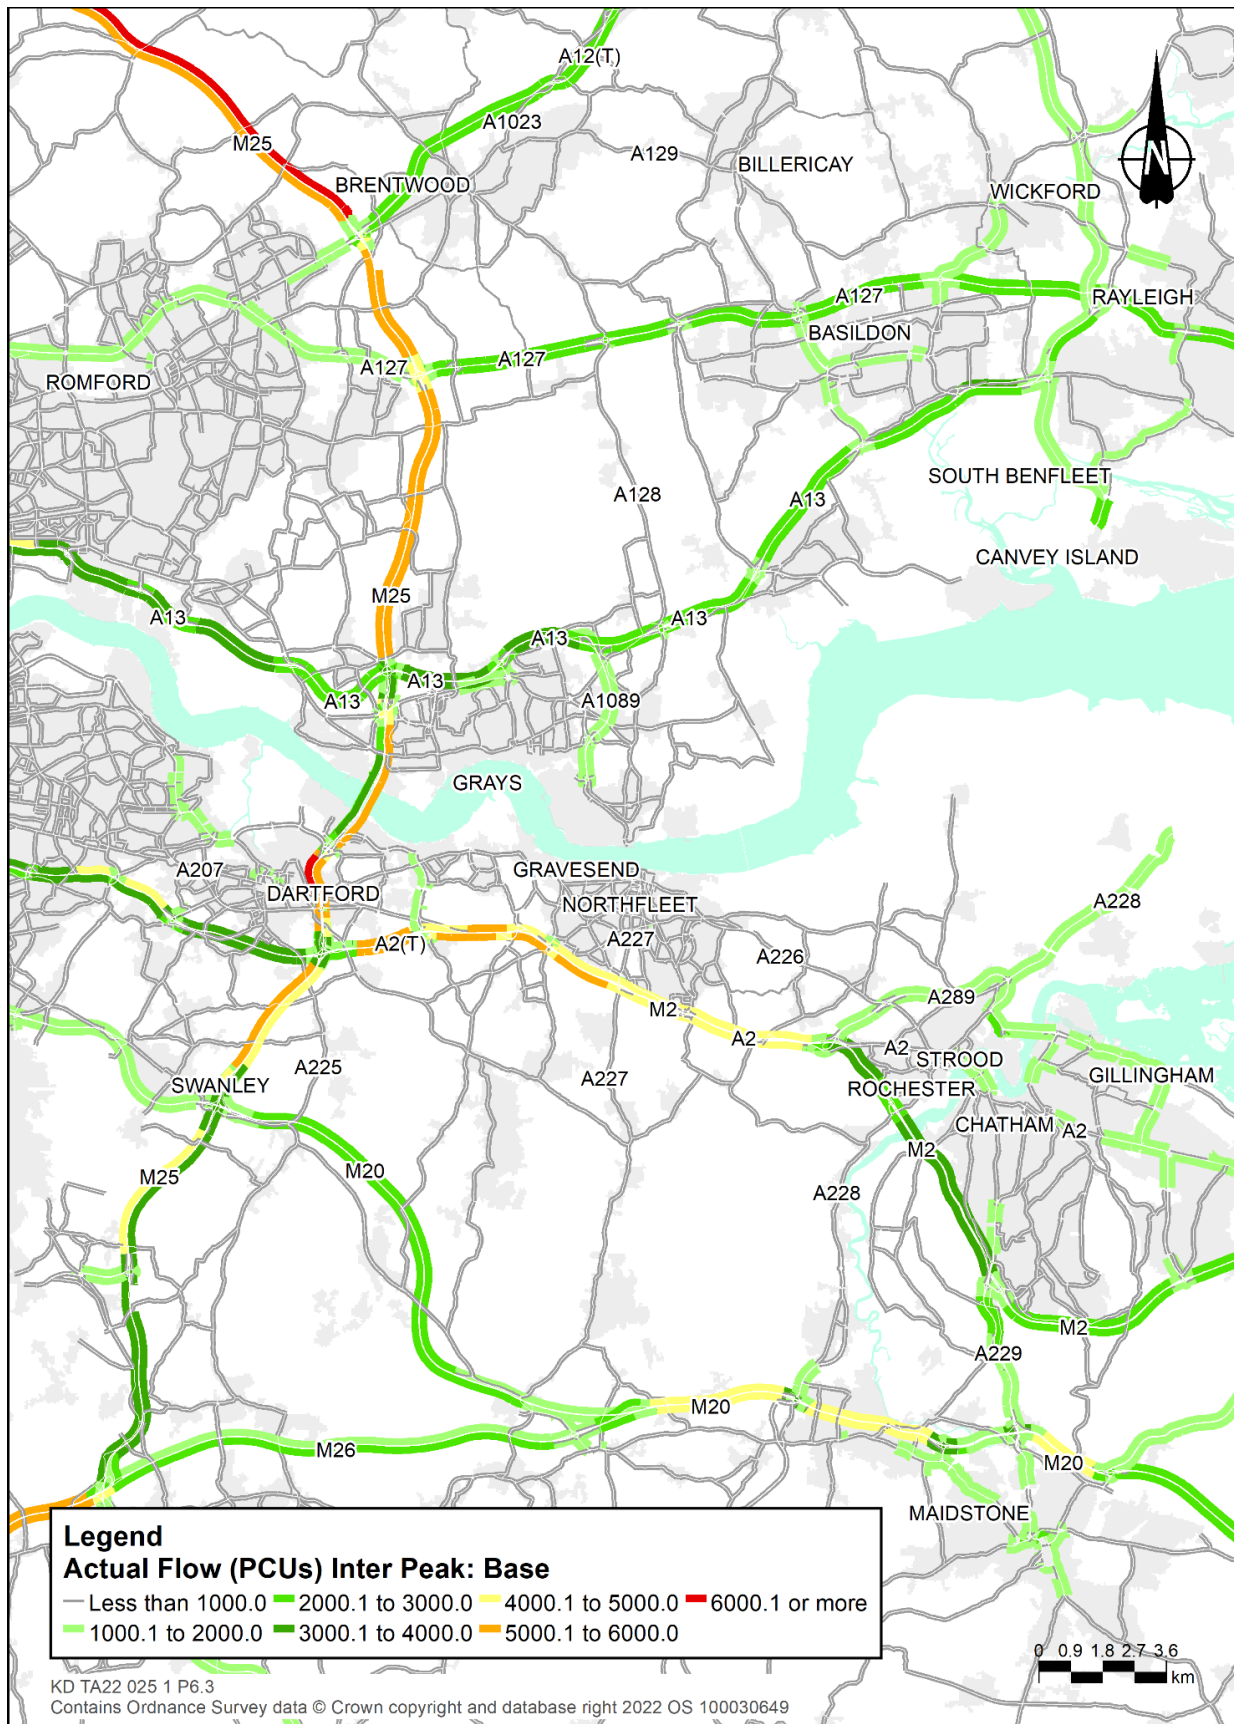 A12(T)
A1023
M25
A129
BILLERICAY
BRENTWOOD
WICKFORD
N
A127
RAYLEIGH
BASILDON
A127
A127
ROMFORD
SOUTH BENFLEET
A128
A13
CANVEY ISLAND
M25
A13
A13
A13
A13
A13
A1089
GRAYS
A207
GRAVESEND
DARTFORD
NORTHFLEET
A228
A2(T)
A227
A226
A289
M2
A2
A2
STROOD
A225
SWANLEY
A227
ROCHESTER
GILLINGHAM
CHATHAM
A2
M2
M25
M20
A228
M2
A229
M20
M26
M20
MAIDSTONE
Legend
Actual Flow (PCUs) Inter Peak: Base
Less than 1000.0 2000.1 to 3000.0 4000.1 to 5000.0 6000.1 or more
1000.1 to 2000.0 3000.1 to 4000.0 5000.1 to 6000.0
0 0.9 1.8 2.7 3.6
km
KD TA22 025 1 P6.3
Contains Ordnance Survey data © Crown copyright and database right 2022 OS 100030649